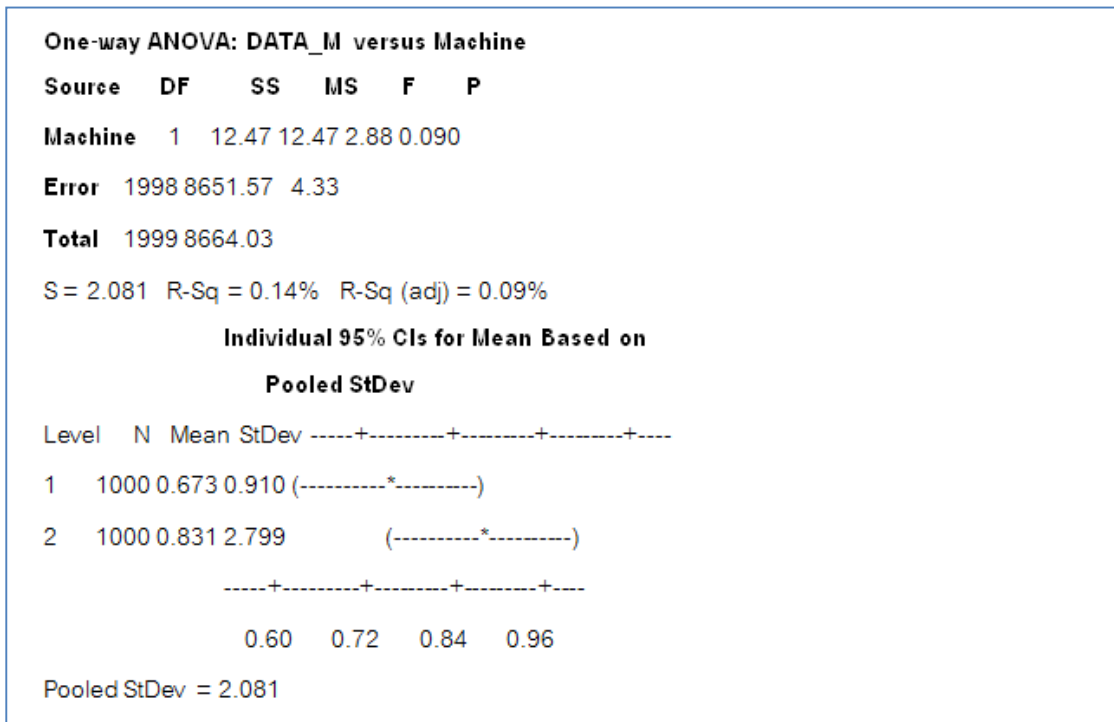 One-way ANOVA: DATA_M versus Machine
Source DF SS MS F P
Machine 1 12.47 12.47 2.88 0.090
Error 1998 8651.57 4.33
Total 1999 8664.03
S = 2.081 R-Sq = 0.14% R-Sq (adj) = 0.09%
Individual 95% CIs for Mean Based on
Pooled StDev
Level N Mean StDev -----+---------+---------+---------+----
1 1000 0.673 0.910 (----------*----------)
2 1000 0.831 2.799 (----------*----------)
-----+---------+---------+---------+----
0.60 0.72 0.84 0.96
Pooled StDev = 2.081